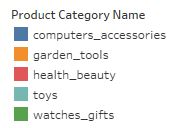 Product Category Name
computers_accessories
garden_tools
health_beauty
toys
watches_gifts